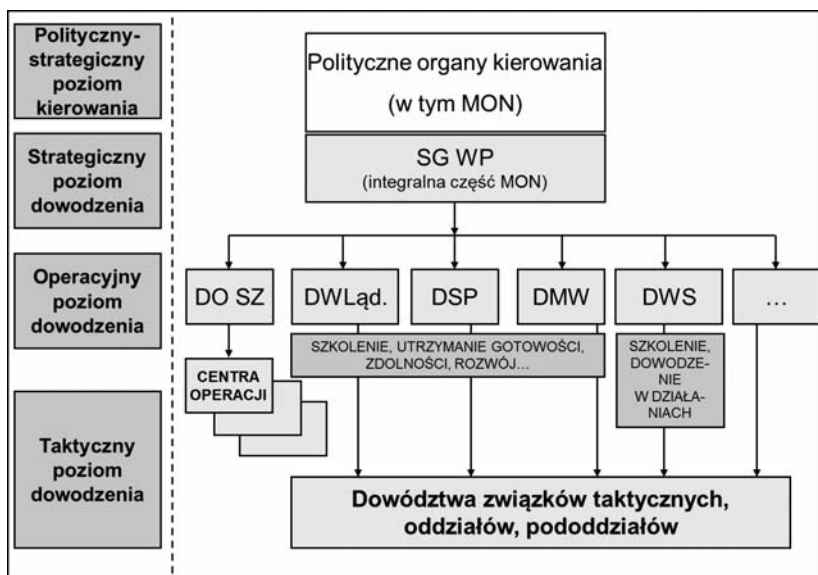 Polityczny-
strategiczny
poziom
kierowania
Polityczne organy kierowania
(w tym MON)
Strategiczny
poziom
dowodzenia
SG WP
(integralna część MON)
Operacyjny
poziom
dowodzenia
DO SZ
DWLąd.
DSP
DMW
DWS
...
SZKOLENIE, UTRZYMANIE GOTOWOŚCI,
ZDOLNOŚCI, ROZWÓJ...
SZKOLENIE,
DOWODZE-
NIE
W DZIAŁA-
NIACH
CENTRA
OPERACJI
Taktyczny
poziom
dowodzenia
Dowództwa związków taktycznych,
oddziałów, pododdziałów